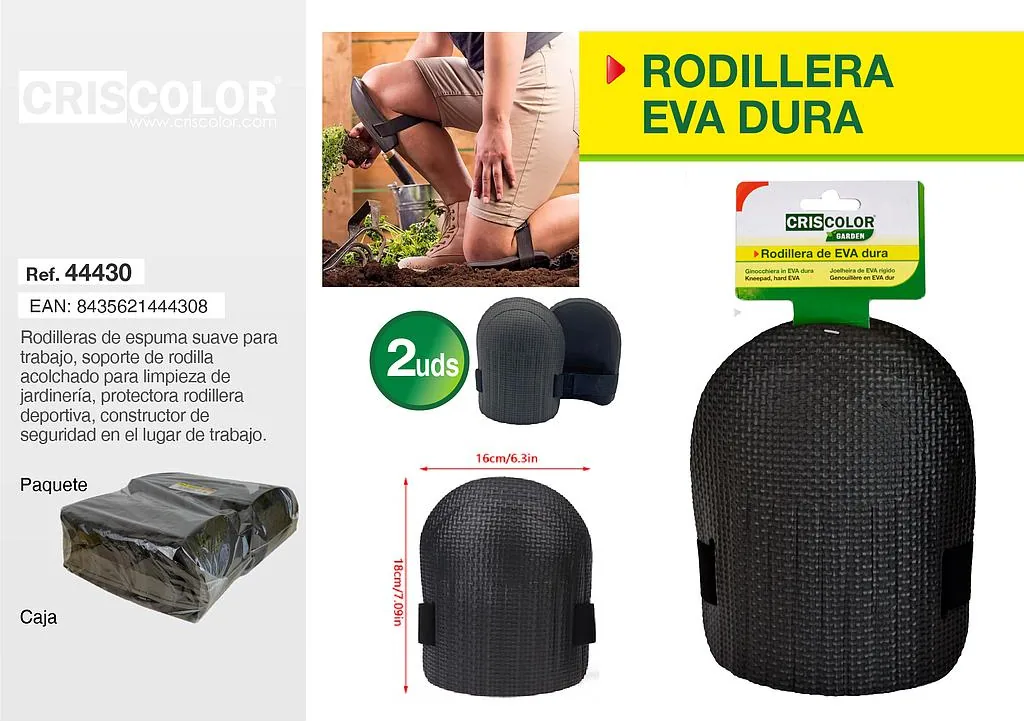 CRISCOLOR®
www.criscolor.com
Ref. 44430
EAN: 8435621444308
Rodilleras de espuma suave para
trabajo, soporte de rodilla
acolchado para limpieza de
jardinería, protectora rodillera
deportiva, constructor de
seguridad en el lugar de trabajo.
Paquete
Caja
RODILLERA
EVA DURA
2uds
16cm/6.3in
18cm/7.09in
CRISCOLOR
GARDEN
Rodillera de EVA dura
Ginocchiera in EVA dura
Kneepad, hard EVA
Joelheira de EVA rígido
Genouillère en EVA dur